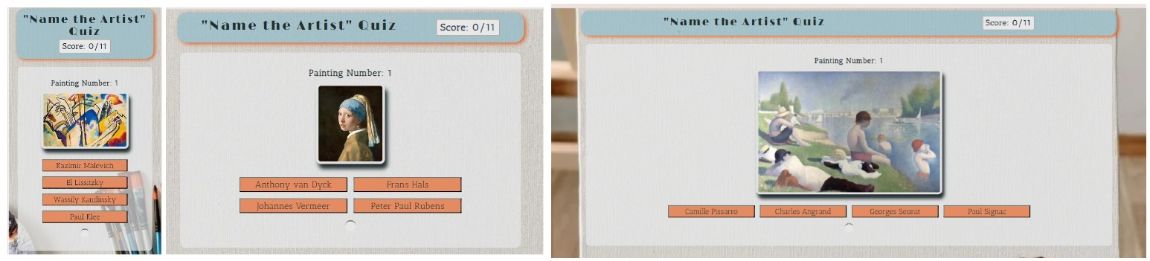 "Name the Artist"
Quiz
Score: 0/11
Painting Number: 1
Kazimir Malevich
El Lissitzky
Wassily Kandinsky
Paul Klee
"Name the Artist" Quiz
Score: 0/11
Painting Number: 1
Anthony van Dyck
Frans Hals
Johannes Vermeer
Peter Paul Rubens
"Name the Artist" Quiz
Score: 0/11
Painting Number: 1
Camille Pissarro
Charles Angrand
Georges Seurat
Paul Signac